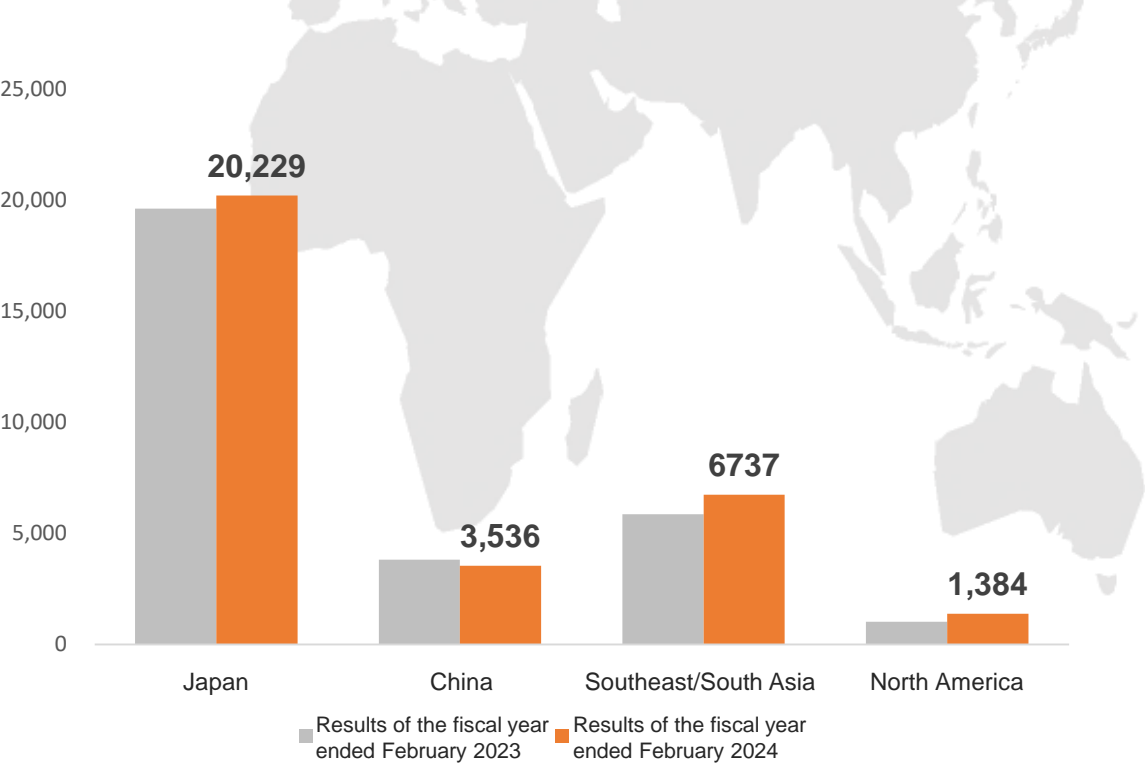 25,000
20,229
20,000
15,000
10,000
6737
5,000
3,536
1,384
0
Japan
China
Southeast/South Asia
North America
Results of the fiscal year
ended February 2023
Results of the fiscal year
ended February 2024